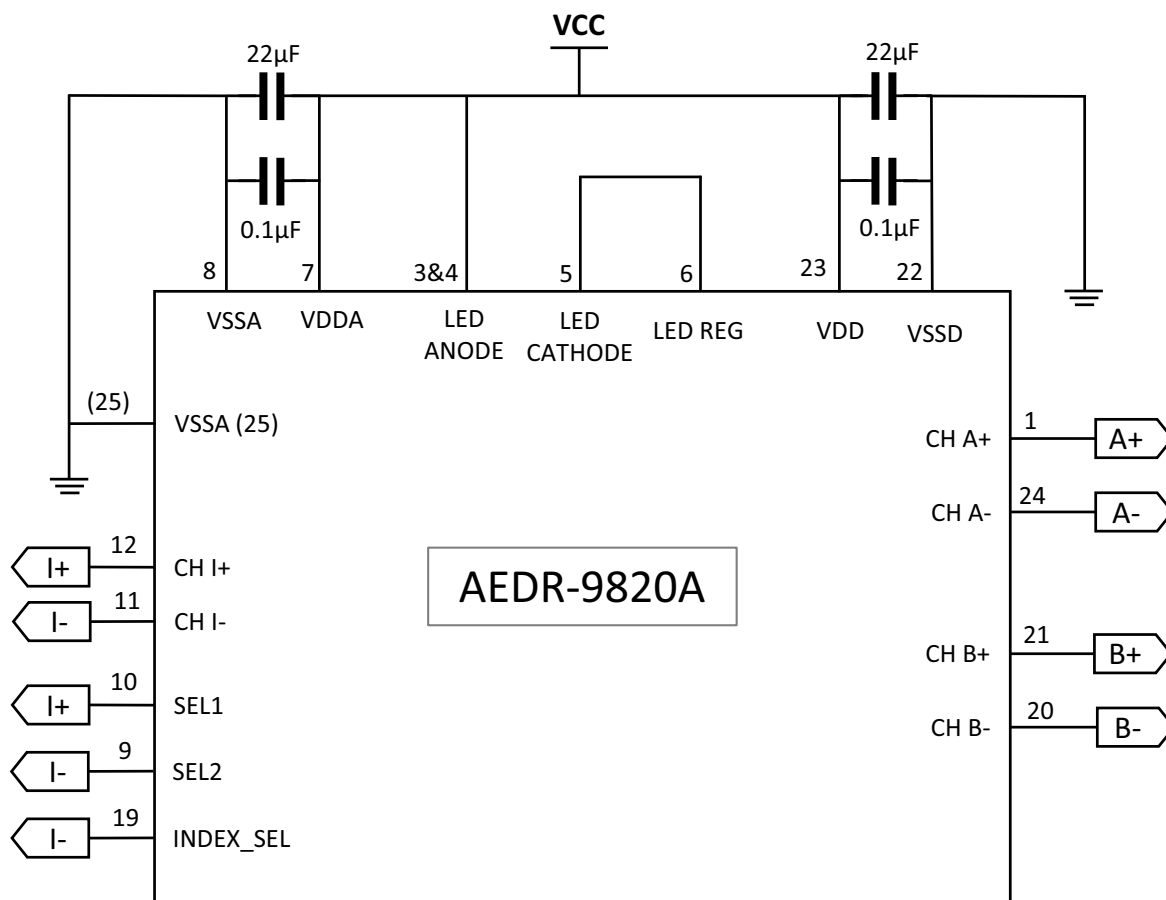 VCC
22µF
22µF
0.1µF
0.1µF
8
7
3&4
5
6
23
22
VSSA
VDDA
LED
ANODE
LED
CATHODE
LED REG
VDD
VSSD
(25)
VSSA (25)
CH A+
1
A+
CH A-
24
A-
I+
12
CH I+
I-
11
CH I-
AEDR-9820A
CH B+
21
B+
I+
10
SEL1
CH B-
20
B-
I-
9
SEL2
I-
19
INDEX_SEL